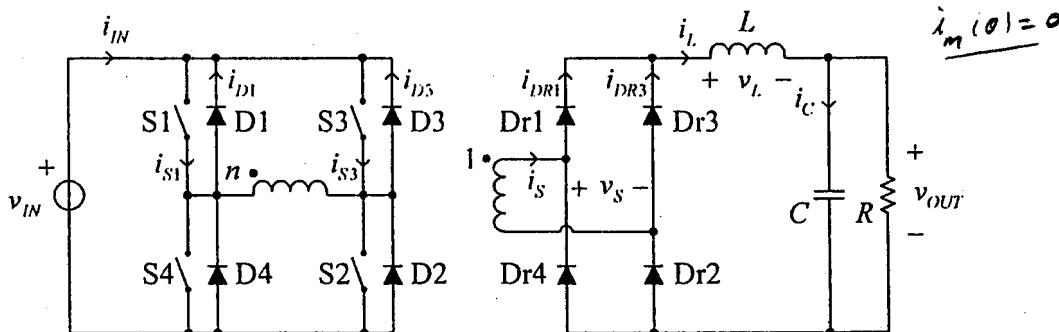 i_m(0) = 0
i_IN
i_L
L
i_D1
i_D3
i_DR1
i_DR3
+ v_L −
i_C
S1
D1
S3
D3
Dr1
Dr3
i_S1
n
i_S3
1
i_S
+ v_S −
+
v_IN
C
R
+
v_OUT
−
S4
D4
S2
D2
Dr4
Dr2